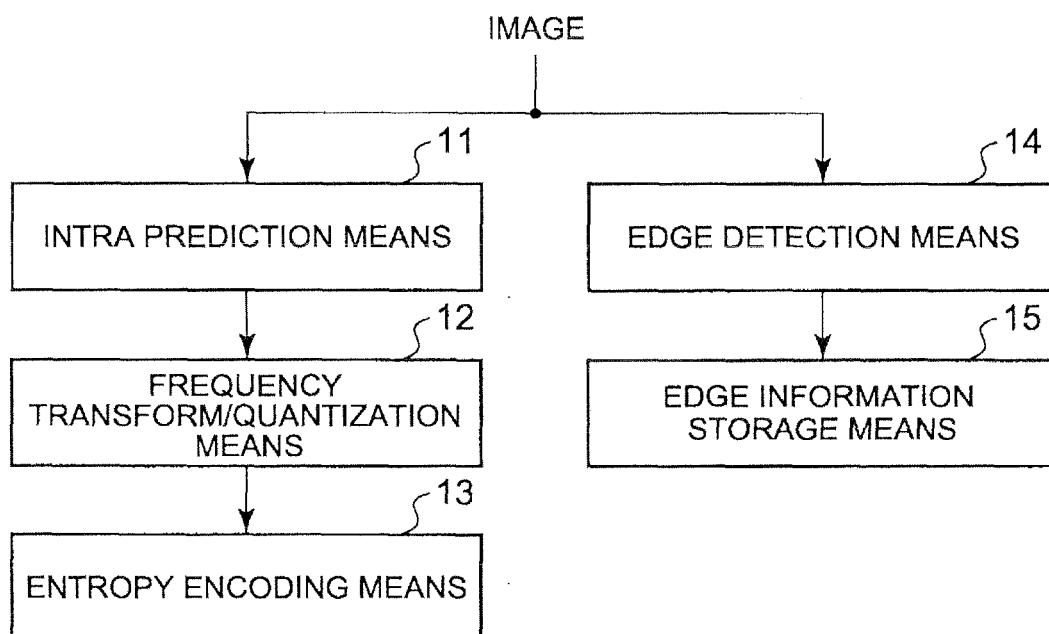 IMAGE
11
INTRA PREDICTION MEANS
12
FREQUENCY
TRANSFORM/QUANTIZATION
MEANS
13
ENTROPY ENCODING MEANS
14
EDGE DETECTION MEANS
15
EDGE INFORMATION
STORAGE MEANS